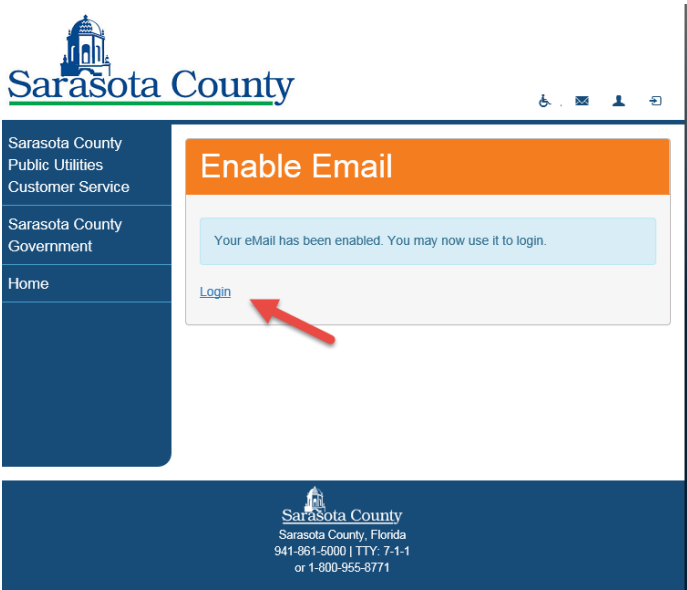 Sarasota County
Sarasota County
Public Utilities
Customer Service
Sarasota County
Government
Home
Enable Email
Your eMail has been enabled. You may now use it to login.
Login
Sarasota County
Sarasota County, Florida
941-861-5000 | TTY: 7-1-1
or 1-800-955-8771